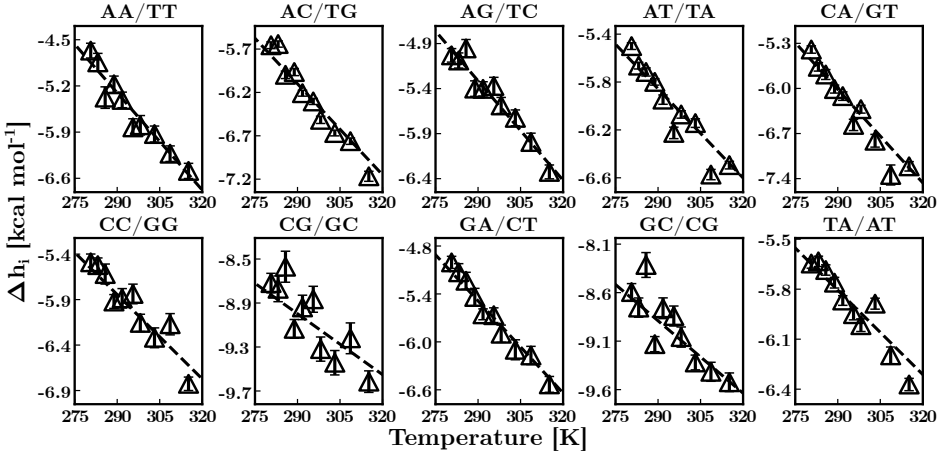 AA/TT AC/TG AG/TC AT/TA CA/GT
-4.5 -5.2 -5.9 -6.6
-5.7 -6.2 -6.7 -7.2
-4.9 -5.4 -5.9 -6.4
-5.4 -5.8 -6.2 -6.6
-5.3 -6.0 -6.7 -7.4
275 290 305 320 275 290 305 320 275 290 305 320 275 290 305 320 275 290 305 320
Δh_i [kcal mol⁻¹]
CC/GG CG/GC GA/CT GC/CG TA/AT
-5.4 -5.9 -6.4 -6.9
-8.5 -8.9 -9.3 -9.7
-4.8 -5.4 -6.0 -6.6
-8.1 -8.6 -9.1 -9.6
-5.5 -5.8 -6.1 -6.4
275 290 305 320 275 290 305 320 275 290 305 320 275 290 305 320 275 290 305 320
Temperature [K]